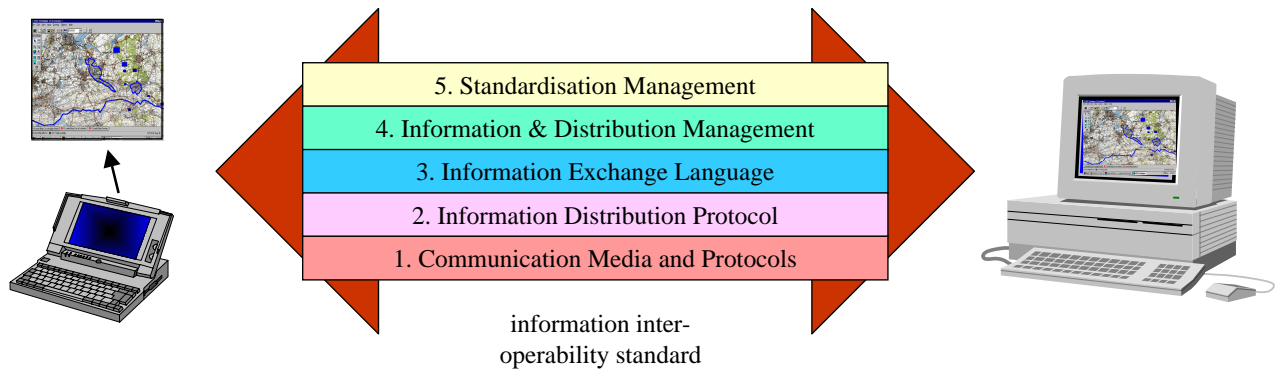 5. Standardisation Management
4. Information & Distribution Management
3. Information Exchange Language
2. Information Distribution Protocol
1. Communication Media and Protocols
information inter-
operability standard